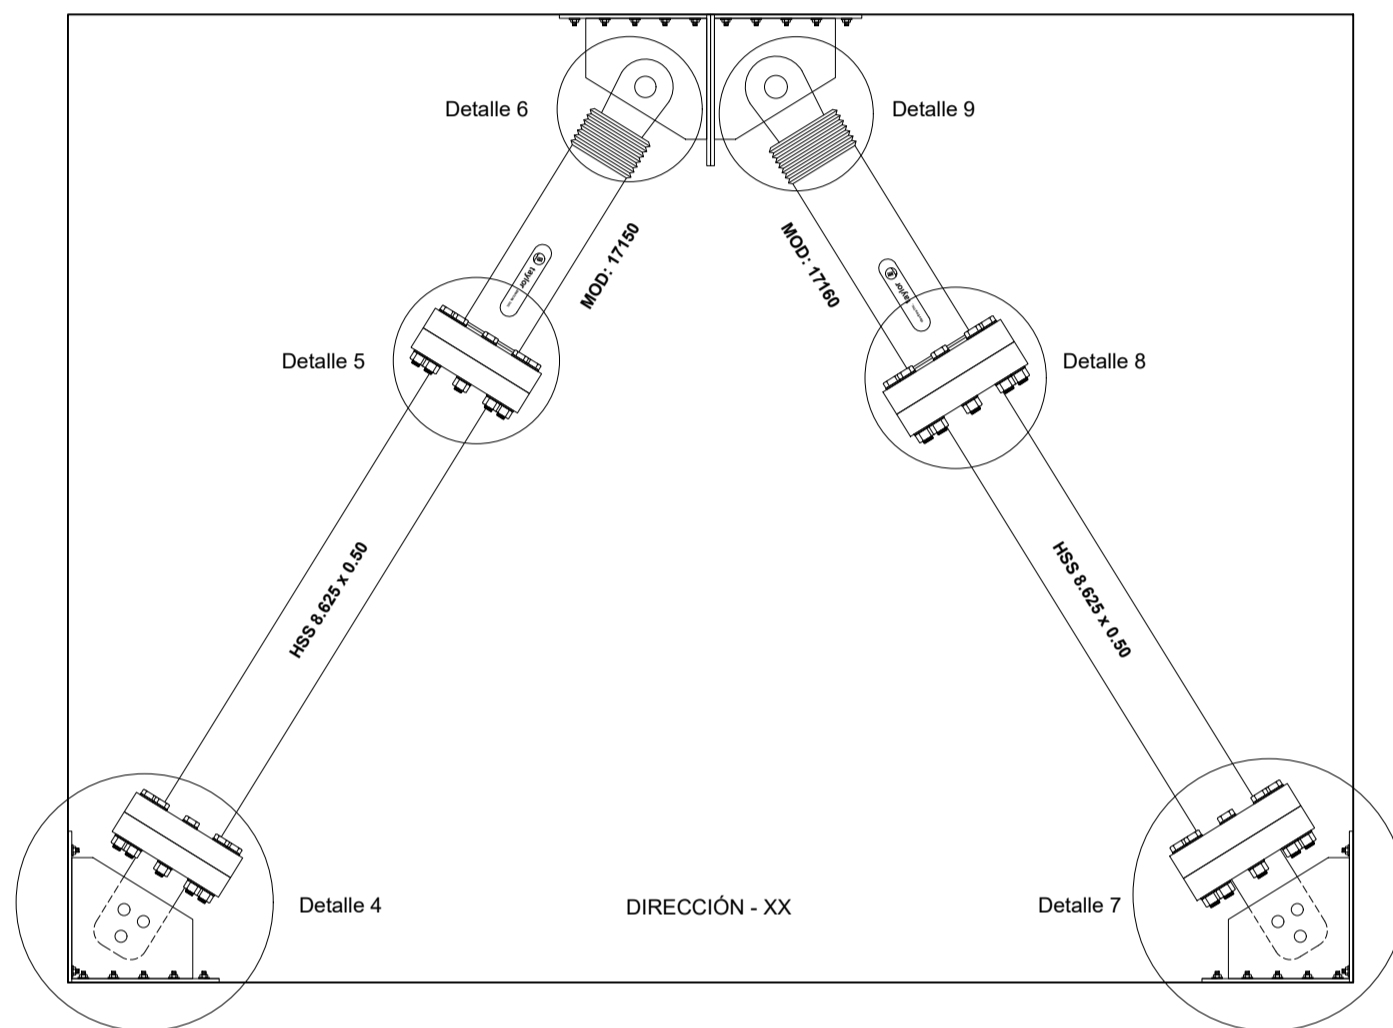 Detalle 6
Detalle 9
MOD: 17150
MOD: 17160
taylor
taylor
Detalle 5
Detalle 8
HSS 8.625 x 0.50
HSS 8.625 x 0.50
Detalle 4
DIRECCIÓN - XX
Detalle 7